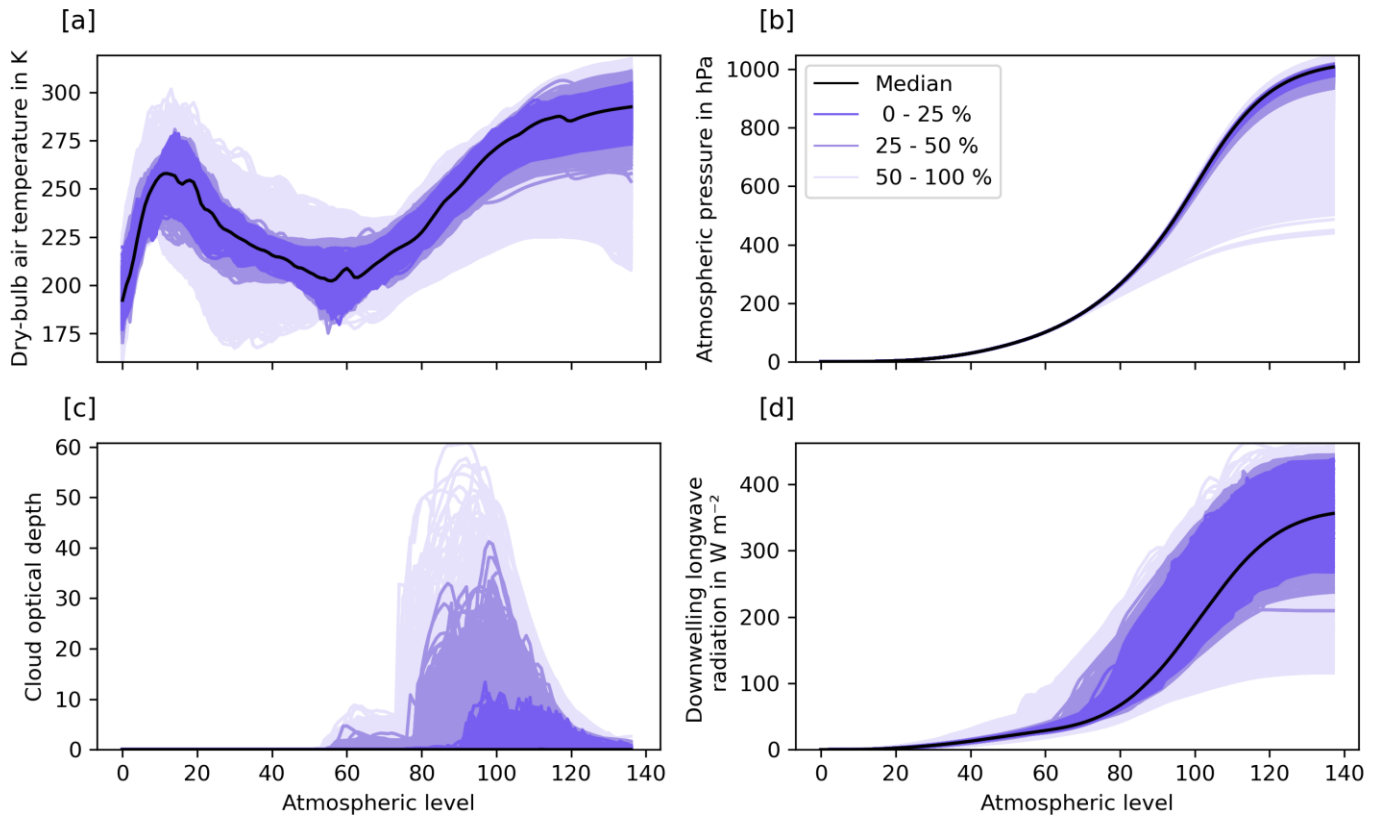 [a]
Dry-bulb air temperature in K
300
275
250
225
200
175
[b]
Atmospheric pressure in hPa
1000
800
600
400
200
0
Median
0 - 25 %
25 - 50 %
50 - 100 %
[c]
Cloud optical depth
60
50
40
30
20
10
0
0 20 40 60 80 100 120 140
Atmospheric level
[d]
Downwelling longwave
radiation in W m⁻²
400
300
200
100
0
0 20 40 60 80 100 120 140
Atmospheric level